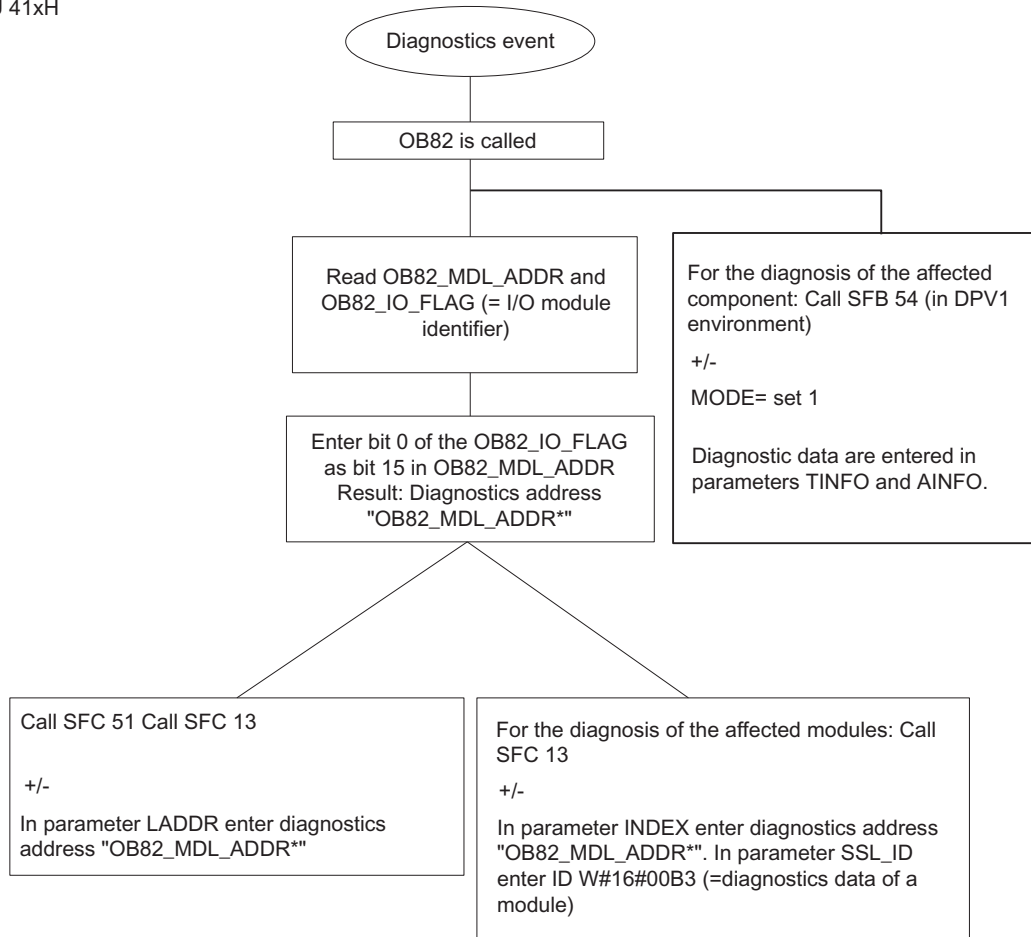 41xH
Diagnostics event
OB82 is called
Read OB82_MDL_ADDR and
OB82_IO_FLAG (= I/O module
identifier)
For the diagnosis of the affected
component: Call SFB 54 (in DPV1
environment)
+/-
MODE= set 1
Diagnostic data are entered in
parameters TINFO and AINFO.
Enter bit 0 of the OB82_IO_FLAG
as bit 15 in OB82_MDL_ADDR
Result: Diagnostics address
"OB82_MDL_ADDR*"
Call SFC 51 Call SFC 13
+/-
In parameter LADDR enter diagnostics
address "OB82_MDL_ADDR*"
For the diagnosis of the affected modules: Call
SFC 13
+/-
In parameter INDEX enter diagnostics address
"OB82_MDL_ADDR*". In parameter SSL_ID
enter ID W#16#00B3 (=diagnostics data of a
module)